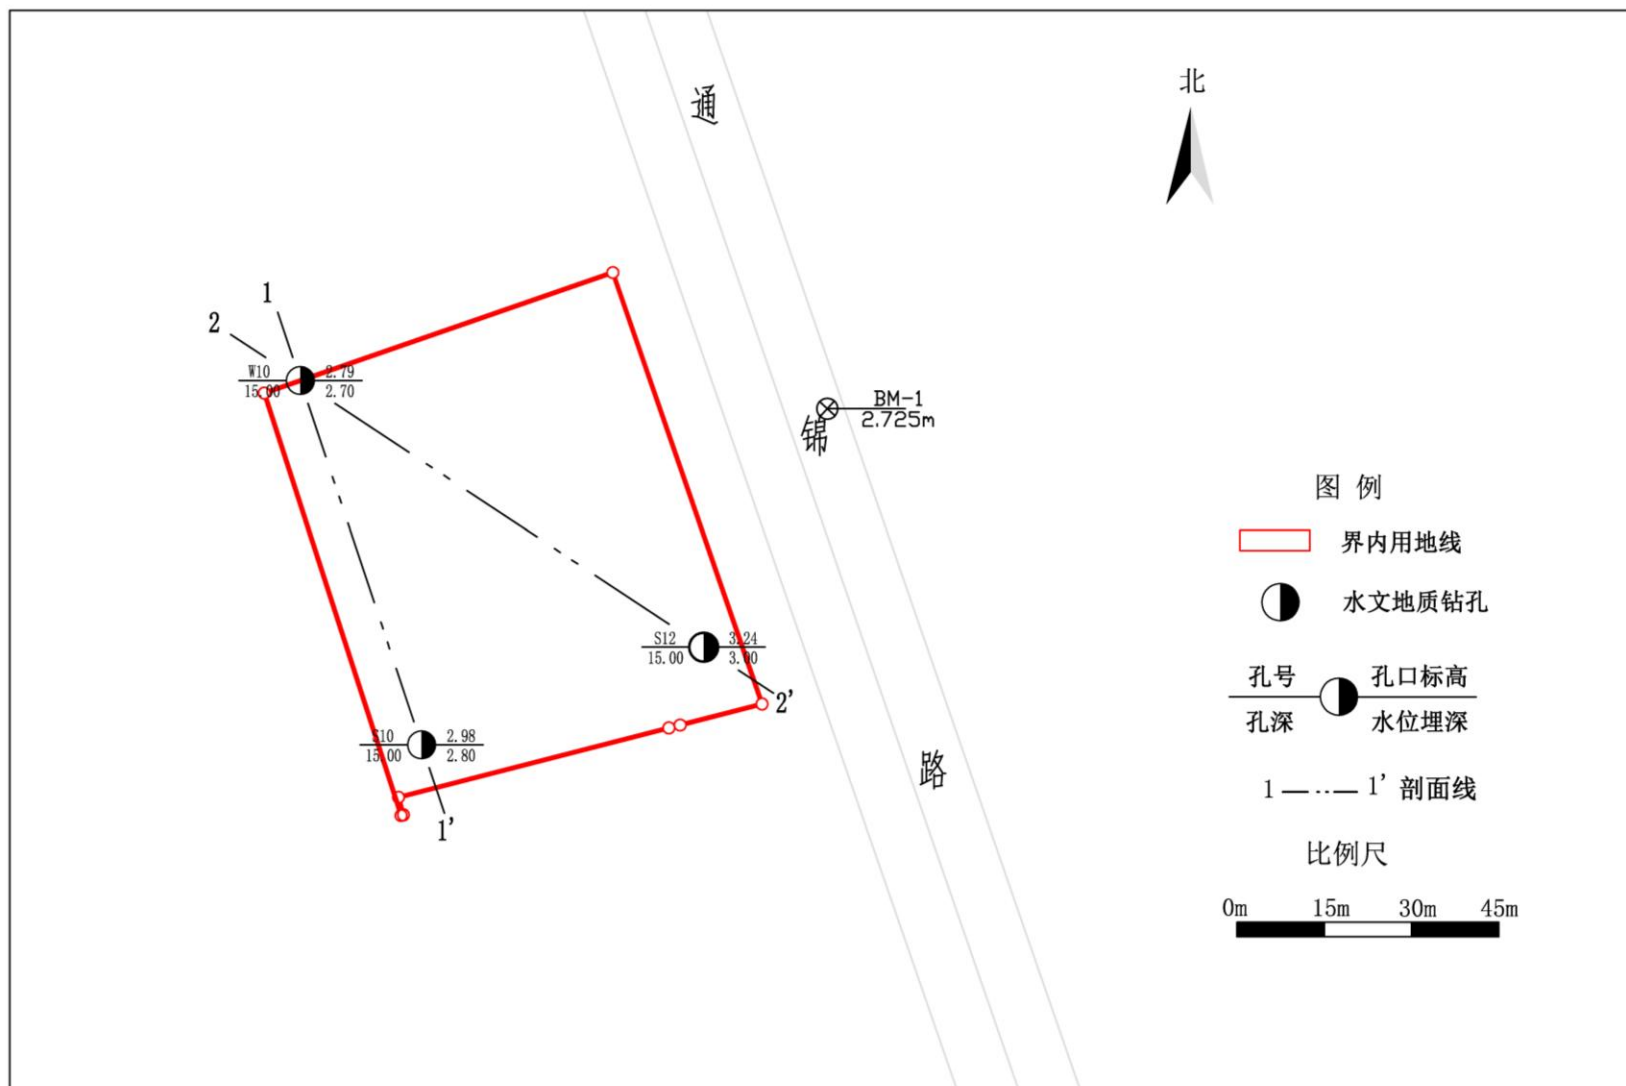 通
北
1
2
W10
2.79
15.00
2.70
BM-1
2.725m
锦
图 例
界内用地线
水文地质钻孔
S12
3.24
15.00
3.00
孔号
孔口标高
孔深
水位埋深
2'
S10
2.98
15.00
2.80
路
1 1' 剖面线
1'
比例尺
0m 15m 30m 45m